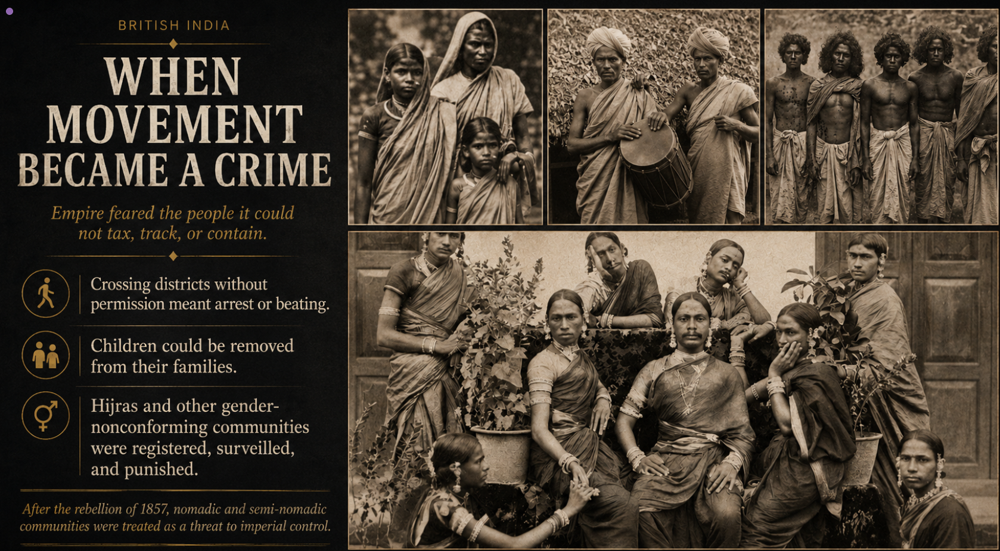 BRITISH INDIA
WHEN
MOVEMENT
BECAME A CRIME
Empire feared the people it could
not tax, track, or contain.
Crossing districts without
permission meant arrest or beating.
Children could be removed
from their families.
Hijras and other gender-
nonconforming communities
were registered, surveilled,
and punished.
After the rebellion of 1857, nomadic and semi-nomadic
communities were treated as a threat to imperial control.